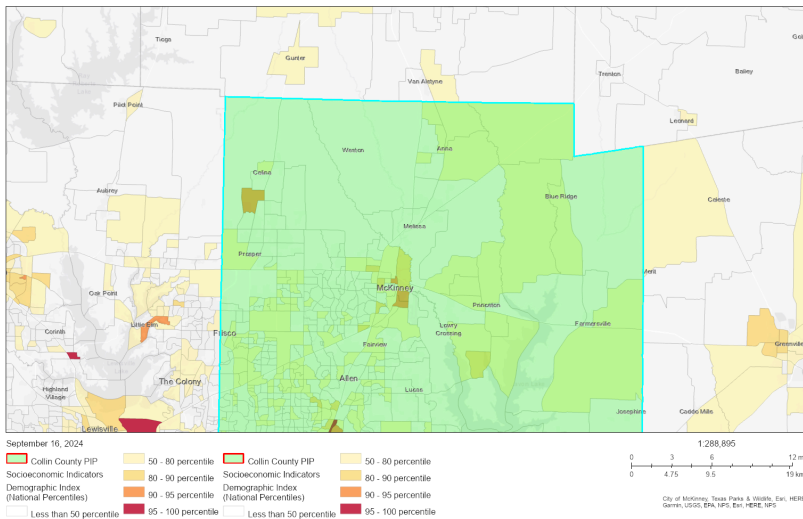 Tioga
Gunter
Van Alstyne
Trenton
Bailey
Pilot Point
Leonard
Weston
Anna
Celina
Blue Ridge
Celeste
Aubrey
Melissa
Prosper
Merit
McKinney
Oak Point
Princeton
Little Elm
Corinth
Frisco
Lowry
Crossing
Farmersville
Fairview
Greenville
Highland
Village
The Colony
Allen
Lucas
Josephine
Caddo Mills
Lewisville
September 16, 2024
Collin County PIP
Socioeconomic Indicators
Demographic Index
(National Percentiles)
Less than 50 percentile
50 - 80 percentile
80 - 90 percentile
90 - 95 percentile
95 - 100 percentile
Collin County PIP
Socioeconomic Indicators
Demographic Index
(National Percentiles)
Less than 50 percentile
50 - 80 percentile
80 - 90 percentile
90 - 95 percentile
95 - 100 percentile
1:288,895
0 3 6 12 m
0 4.75 9.5 19 km
City of McKinney, Texas Parks & Wildlife, Esri, HERE
Garmin, USGS, EPA, NPS, Esri, HERE, NPS